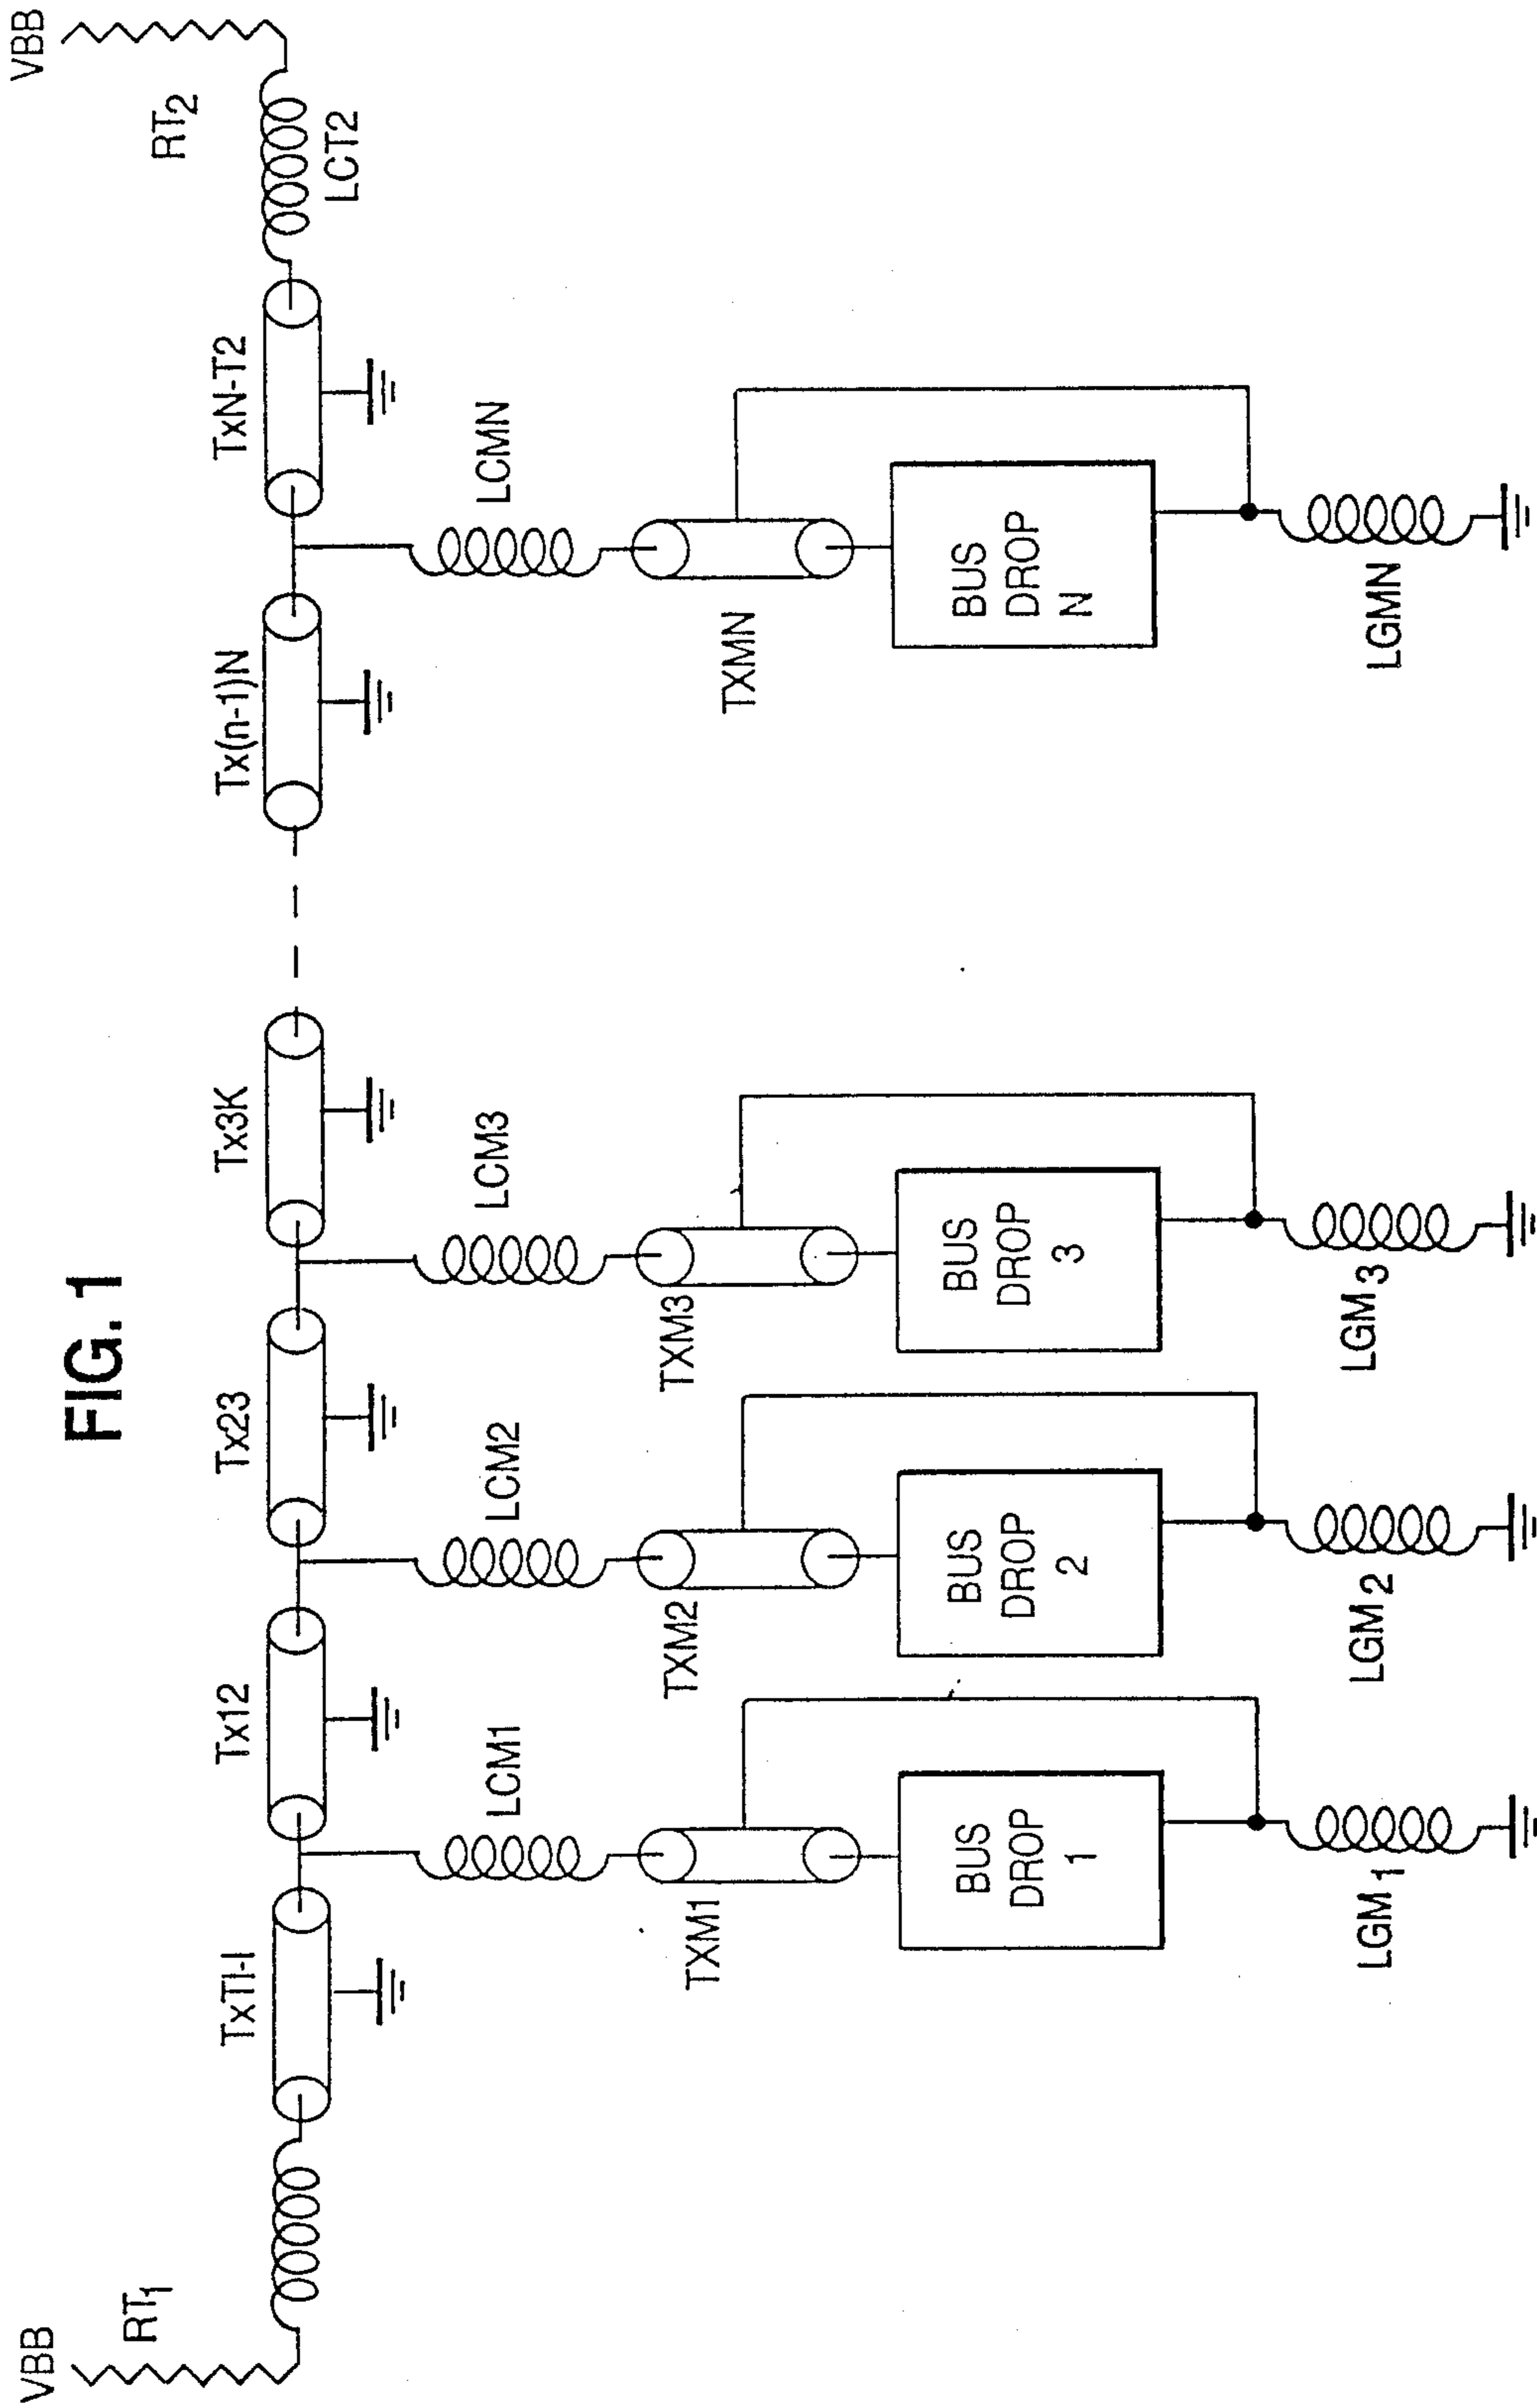 FIG. 1
VBB
VBB
RT1
RT2
LCT2
TxTl-l
Tx12
Tx23
Tx3K
Tx(n-1)N
TxN-T2
LCM1
LCM2
LCM3
LCMN
TXM1
TXM2
TXM3
TXMN
BUS
DROP
1
BUS
DROP
2
BUS
DROP
3
BUS
DROP
N
LGM1
LGM2
LGM3
LGMN